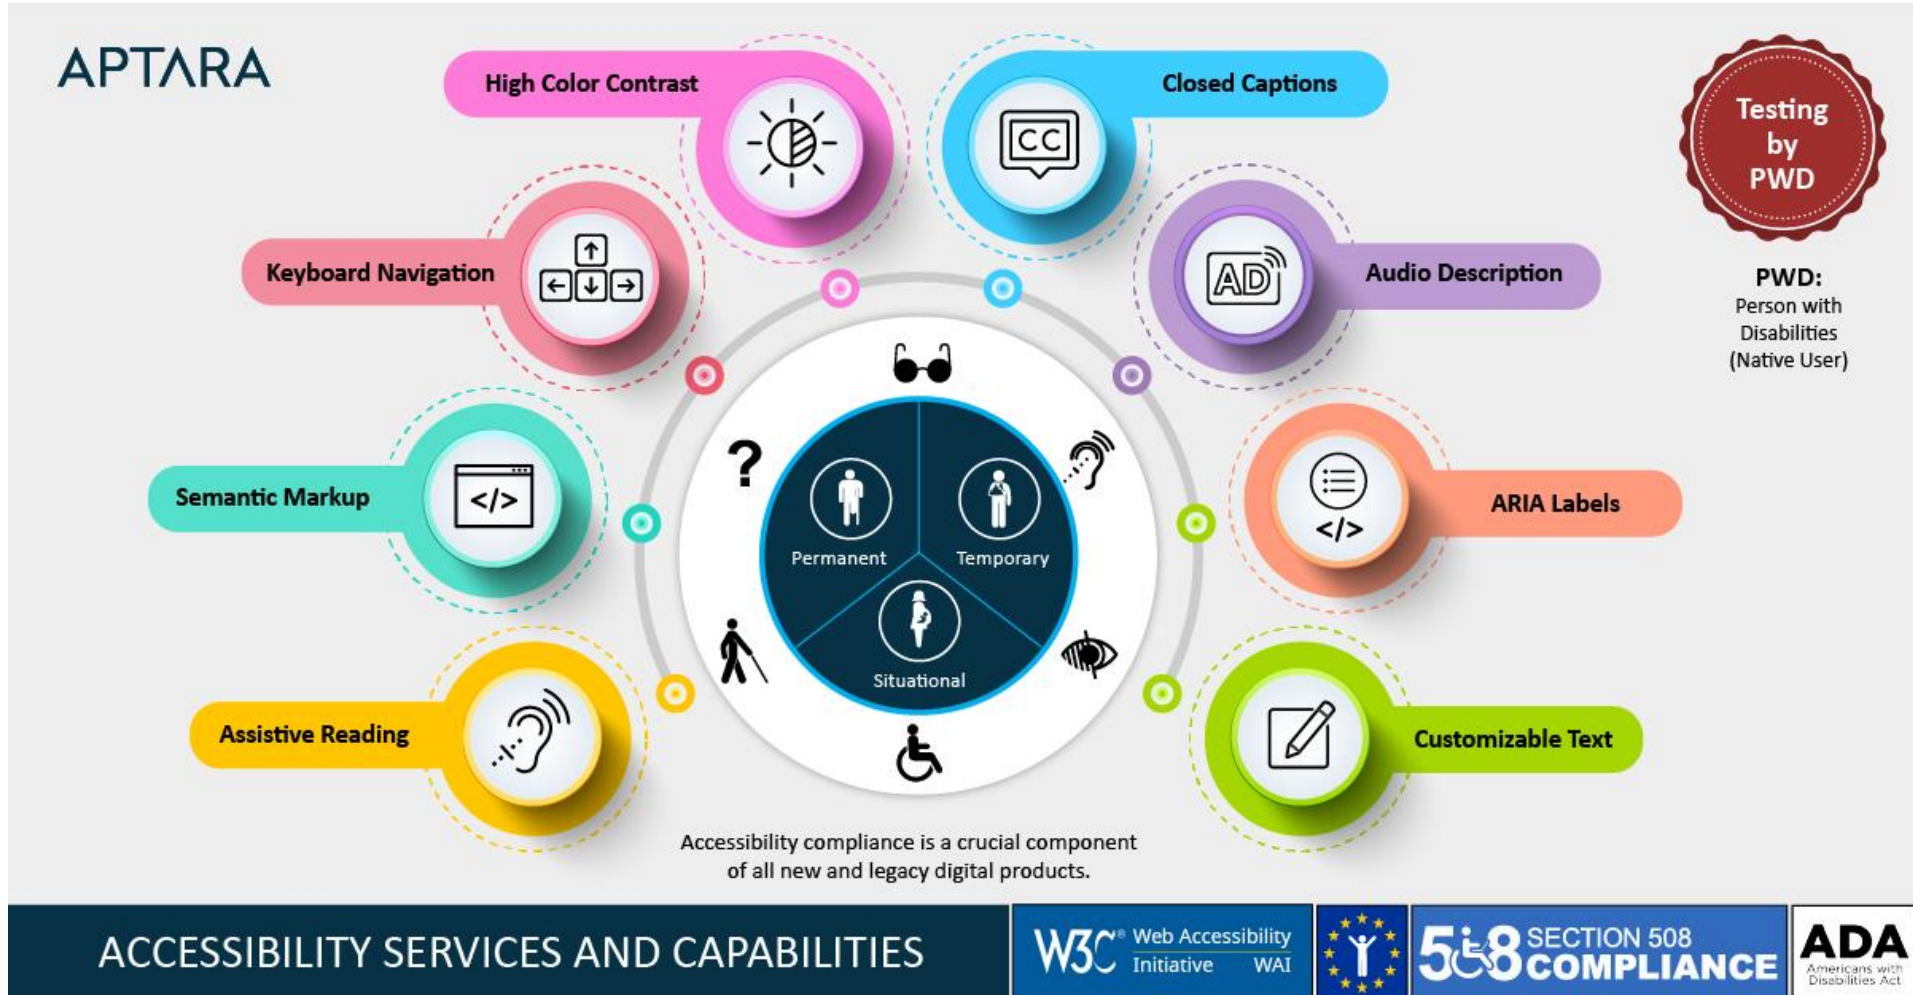 APTARA
High Color Contrast
Closed Captions
CC
Testing
by
PWD
Keyboard Navigation
AD
Audio Description
PWD:
Person with
Disabilities
(Native User)
?
Semantic Markup
</>
Permanent
Temporary
ARIA Labels
</>
Situational
Assistive Reading
Customizable Text
Accessibility compliance is a crucial component
of all new and legacy digital products.
ACCESSIBILITY SERVICES AND CAPABILITIES
W3C® Web Accessibility
Initiative WAI
508 SECTION 508
COMPLIANCE
ADA
Americans with
Disabilities Act